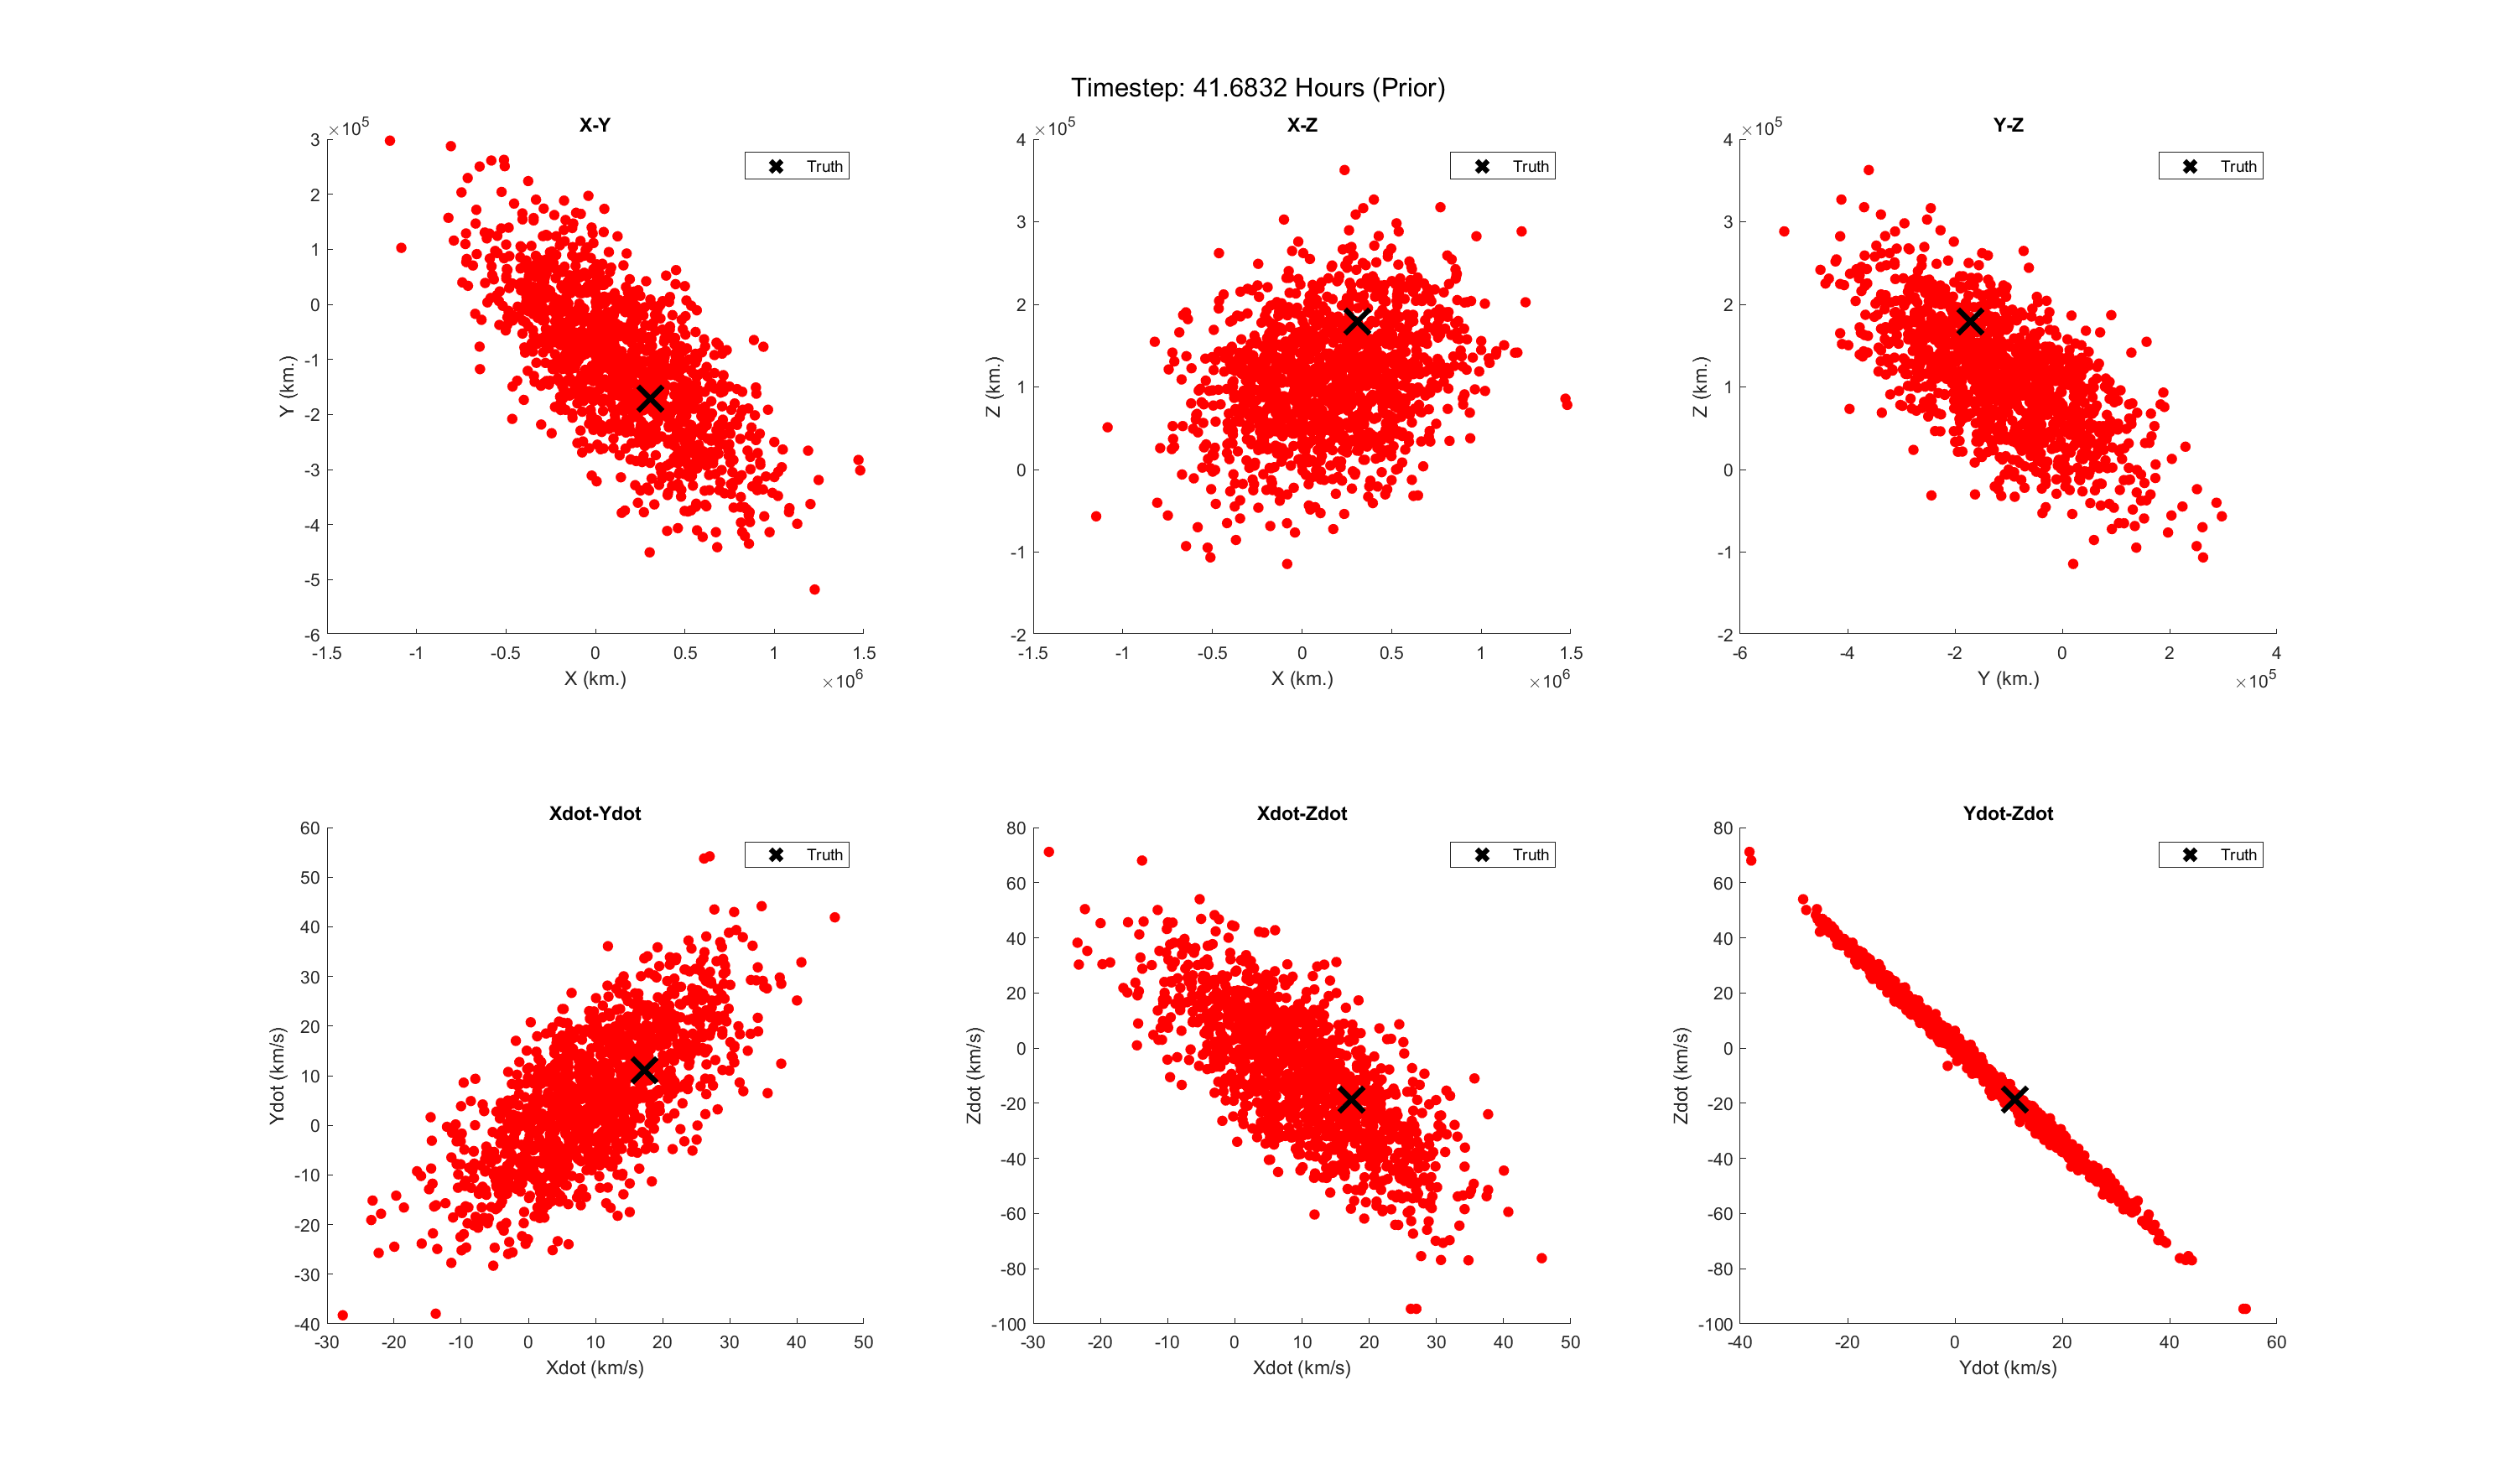 Timestep: 41.6832 Hours (Prior)
X-Y
×10^5
3
2
1
0
-1
-2
-3
-4
-5
-6
Y (km.)
Truth
-1.5 -1 -0.5 0 0.5 1 1.5
X (km.)
×10^6
X-Z
×10^5
4
3
2
1
0
-1
-2
Z (km.)
Truth
-1.5 -1 -0.5 0 0.5 1 1.5
X (km.)
×10^6
Y-Z
×10^5
4
3
2
1
0
-1
-2
Z (km.)
Truth
-6 -4 -2 0 2 4
Y (km.)
×10^5
Xdot-Ydot
60
50
40
30
20
10
0
-10
-20
-30
-40
Ydot (km/s)
Truth
-30 -20 -10 0 10 20 30 40 50
Xdot (km/s)
Xdot-Zdot
80
60
40
20
0
-20
-40
-60
-80
-100
Zdot (km/s)
Truth
-30 -20 -10 0 10 20 30 40 50
Xdot (km/s)
Ydot-Zdot
80
60
40
20
0
-20
-40
-60
-80
-100
Zdot (km/s)
Truth
-40 -20 0 20 40 60
Ydot (km/s)